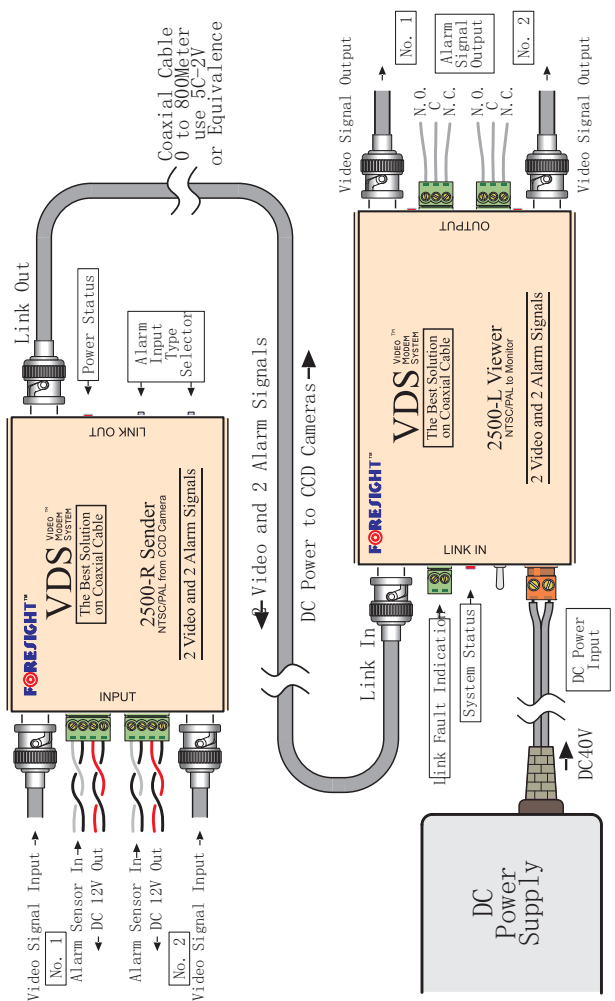 Coaxial Cable
0 to 800Meter
use 5C-2V
or Equivalence
Link Out
Power Status
Alarm
Input
Type
Selector
LINK OUT
FORESIGHT™
VDS VIDEO MODEM SYSTEM ™
The Best Solution
on Coaxial Cable
2500-R Sender
NTSC/PAL from CCD Camera
2 Video and 2 Alarm Signals
INPUT
Video Signal Input
No. 1
Alarm Sensor In
DC 12V Out
Alarm Sensor In
DC 12V Out
No. 2
Video Signal Input
2 Video and 2 Alarm Signals
DC Power to CCD Cameras
Video Signal Output
No. 1
N.O.
C
N.C.
Alarm
Signal
Output
N.O.
C
N.C.
No. 2
Video Signal Output
OUTPUT
FORESIGHT™
VDS VIDEO MODEM SYSTEM ™
The Best Solution
on Coaxial Cable
2500-L Viewer
NTSC/PAL to Monitor
2 Video and 2 Alarm Signals
LINK IN
Link In
Link Fault Indication
System Status
DC Power
Input
DC40V
DC
Power
Supply